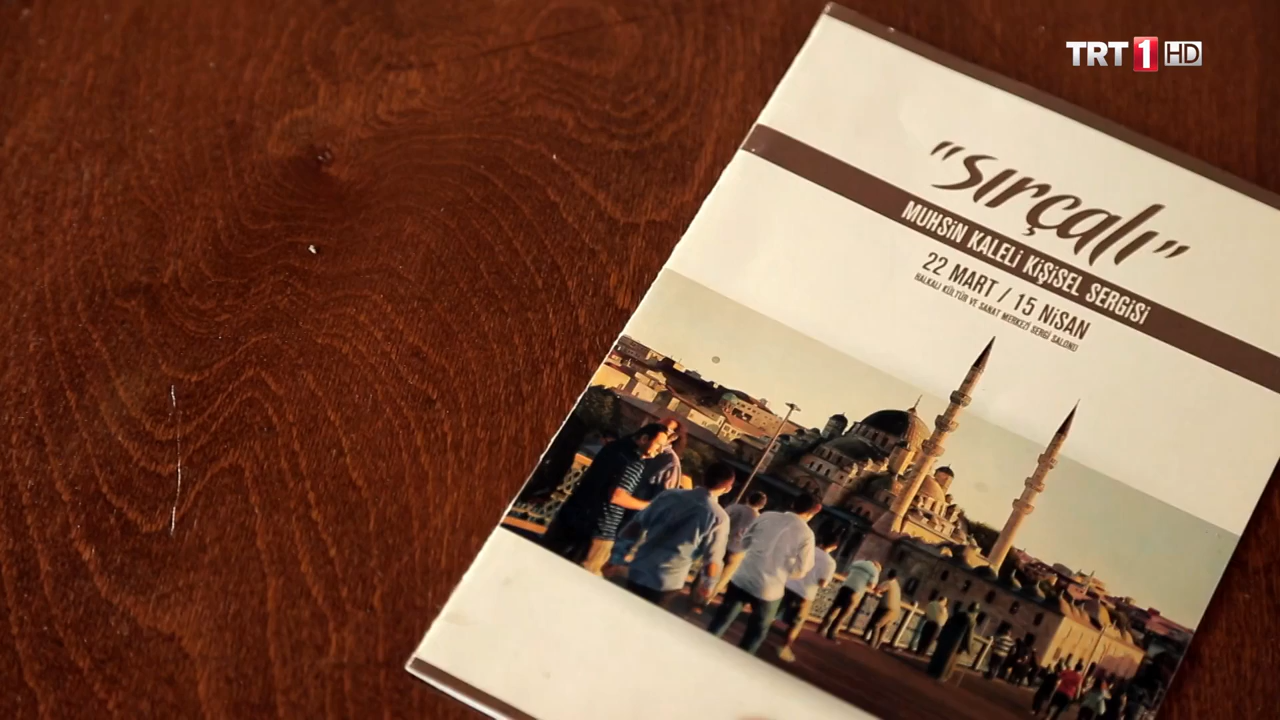 TRT 1 HD
"sırçalı"
MUHSİN KALELİ KİŞİSEL SERGİSİ
22 MART / 15 NİSAN
HALKALI KÜLTÜR VE SANAT MERKEZİ SERGİ SALONU